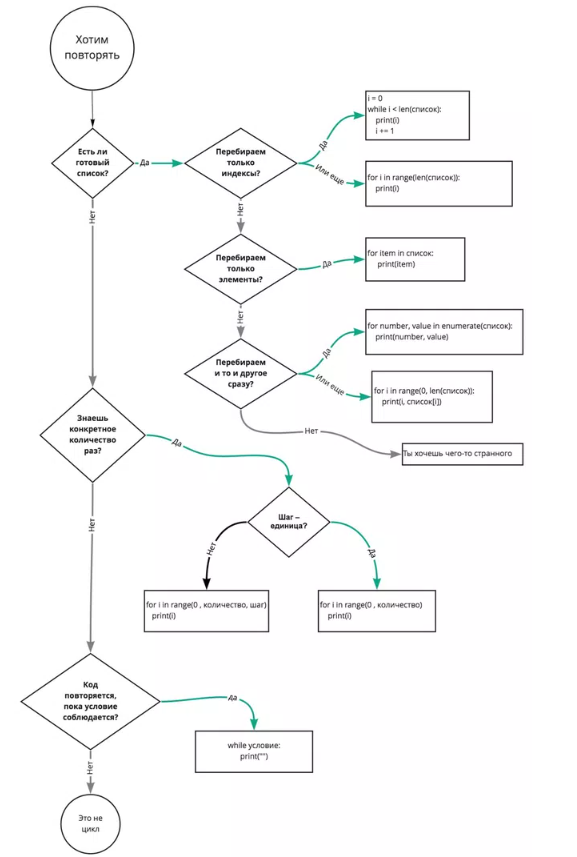 Хотим
повторять
Есть ли
готовый
список?
Да
Перебираем
только
индексы?
Да
i = 0
while i < len(список):
print(i)
i += 1
Или еще
for i in range(len(список)):
print(i)
Нет
Нет
Перебираем
только
элементы?
Да
for item in список:
print(item)
Нет
Перебираем
и то и другое
сразу?
Да
for number, value in enumerate(список):
print(number, value)
Или еще
for i in range(0, len(список)):
print(i, список[i])
Нет
Ты хочешь чего-то странного
Знаешь
конкретное
количество
раз?
Да
Шаг –
единица?
Нет
for i in range(0 , количество, шаг)
print(i)
Да
for i in range(0 , количество)
print(i)
Нет
Код
повторяется,
пока условие
соблюдается?
да
while условие:
print("")
Нет
Это не
цикл